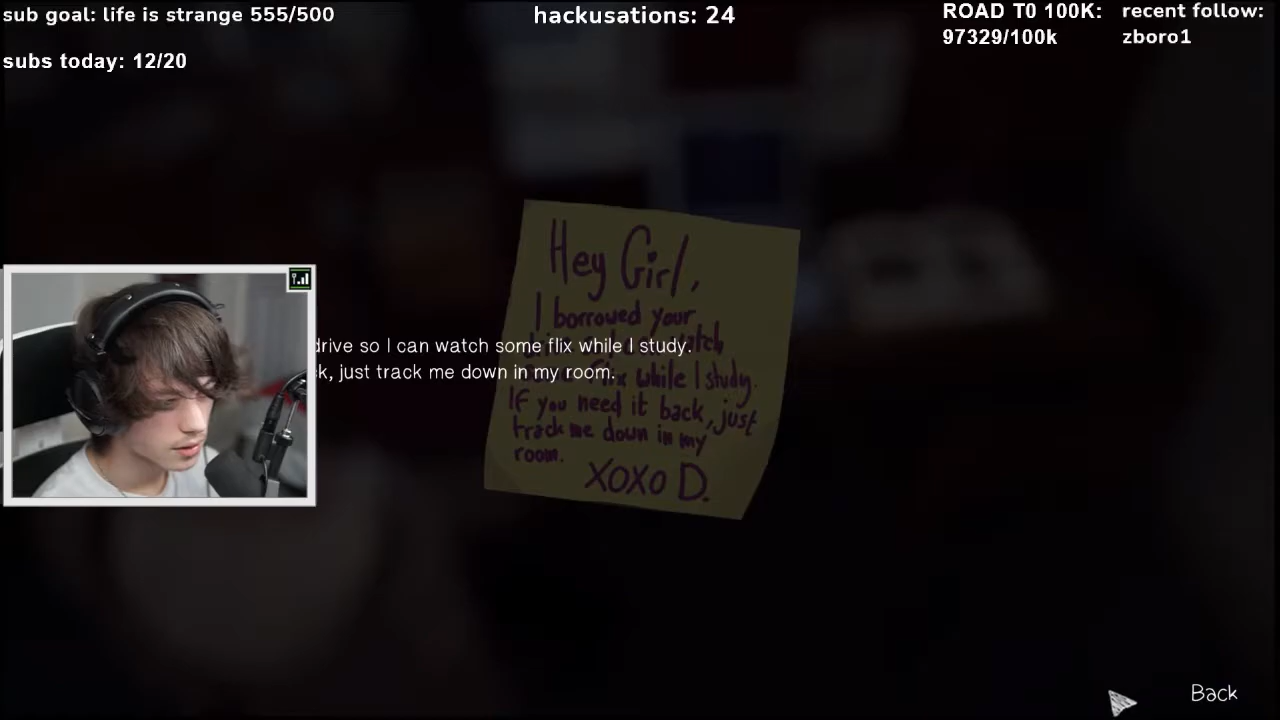 sub goal: life is strange 555/500
subs today: 12/20
hackusations: 24
ROAD T0 100K:
97329/100k
recent follow:
zboro1
Hey Girl,
I borrowed your
watch
Flix while I study.
If you need it back, just
track me down in my
room.
XOXO D.
drive so I can watch some flix while I study.
just track me down in my room.
Back